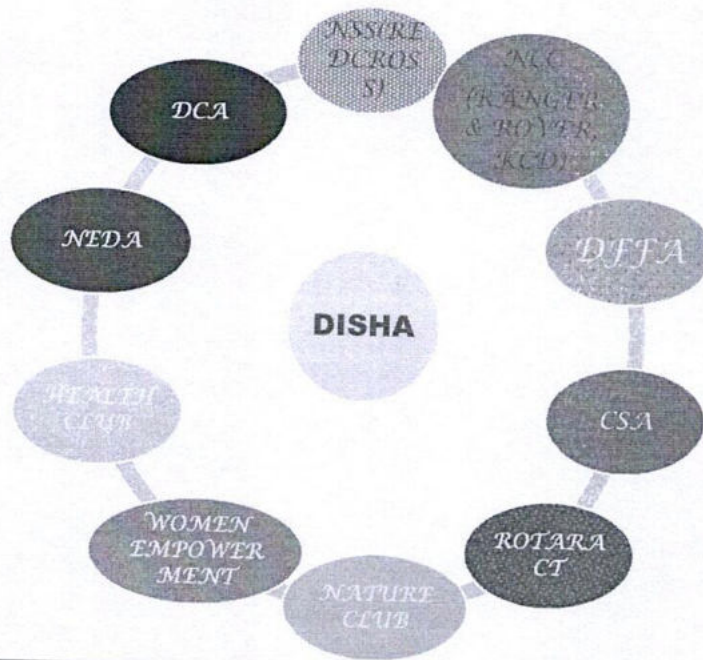 NSS(RE
DCROS
S)
NCC
(RANGER,
& ROVER,
KCD)
DFFA
CSA
ROTARA
CT
NATURE
CLUB
WOMEN
EMPOWER
MENT
HEALTH
CLUB
NEDA
DCA
DISHA